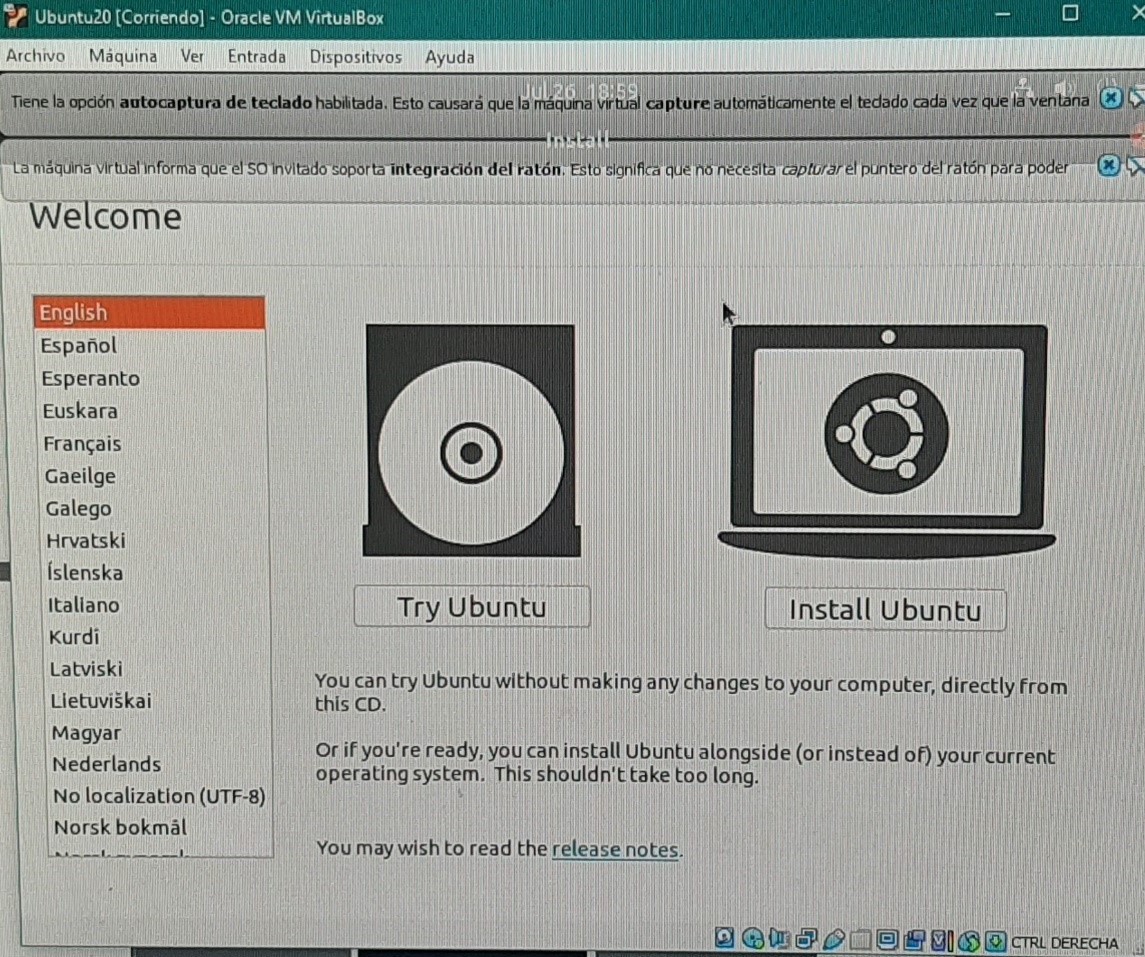 Ubuntu20 [Corriendo] - Oracle VM VirtualBox
Archivo Máquina Ver Entrada Dispositivos Ayuda
Jul 26 18:59
Tiene la opción autocaptura de teclado habilitada. Esto causará que la máquina virtual capture automáticamente el teclado cada vez que la ventana
Install
La máquina virtual informa que el SO invitado soporta integración del ratón. Esto significa que no necesita capturar el puntero del ratón para poder
Welcome
English
Español
Esperanto
Euskara
Français
Gaeilge
Galego
Hrvatski
Íslenska
Italiano
Kurdî
Latviski
Lietuviškai
Magyar
Nederlands
No localization (UTF-8)
Norsk bokmål
Try Ubuntu
Install Ubuntu
You can try Ubuntu without making any changes to your computer, directly from
this CD.
Or if you're ready, you can install Ubuntu alongside (or instead of) your current
operating system. This shouldn't take too long.
You may wish to read the release notes.
CTRL DERECHA